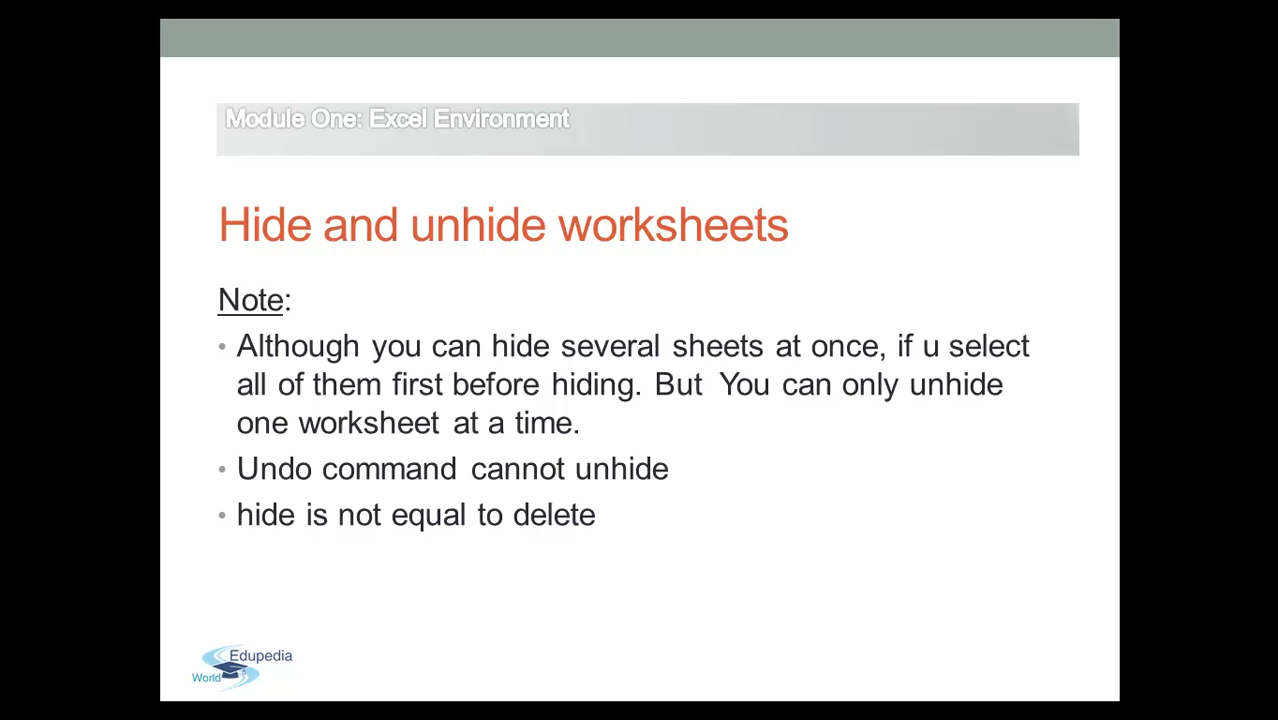 Module One: Excel Environment
Hide and unhide worksheets
Note:
• Although you can hide several sheets at once, if u select
all of them first before hiding. But You can only unhide
one worksheet at a time.
• Undo command cannot unhide
• hide is not equal to delete
Edupedia
World